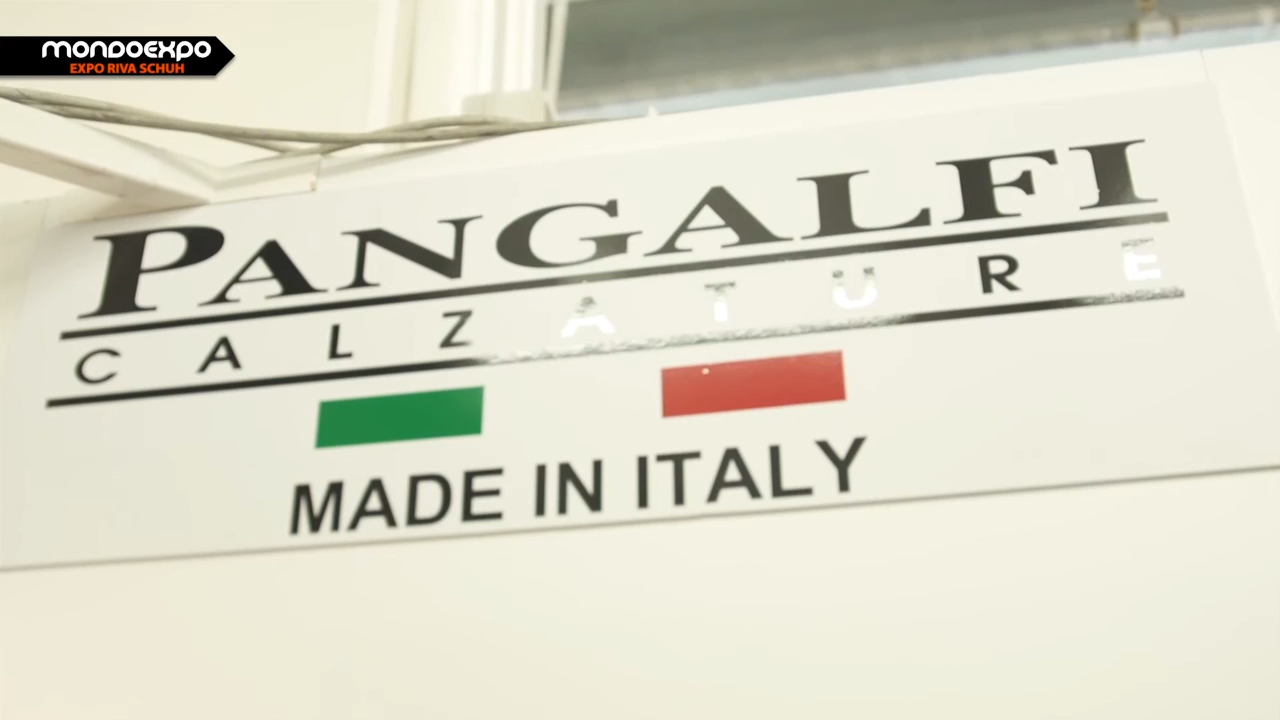 MONDOEXPO
EXPO RIVA SCHUH
PANGALFI
CALZATURE
MADE IN ITALY